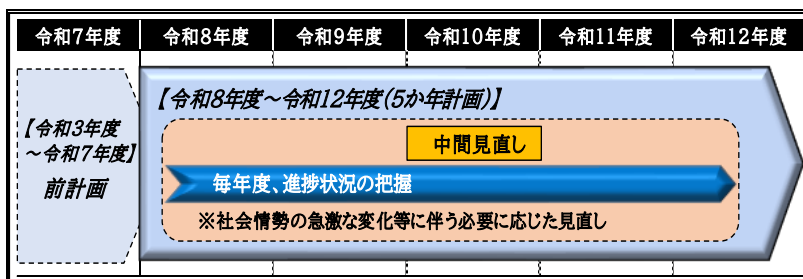 令和7年度 令和8年度 令和9年度 令和10年度 令和11年度 令和12年度
【令和8年度～令和12年度(5か年計画)】
【令和3年度
～令和7年度】
前計画
中間見直し
毎年度、進捗状況の把握
※社会情勢の急激な変化等に伴う必要に応じた見直し